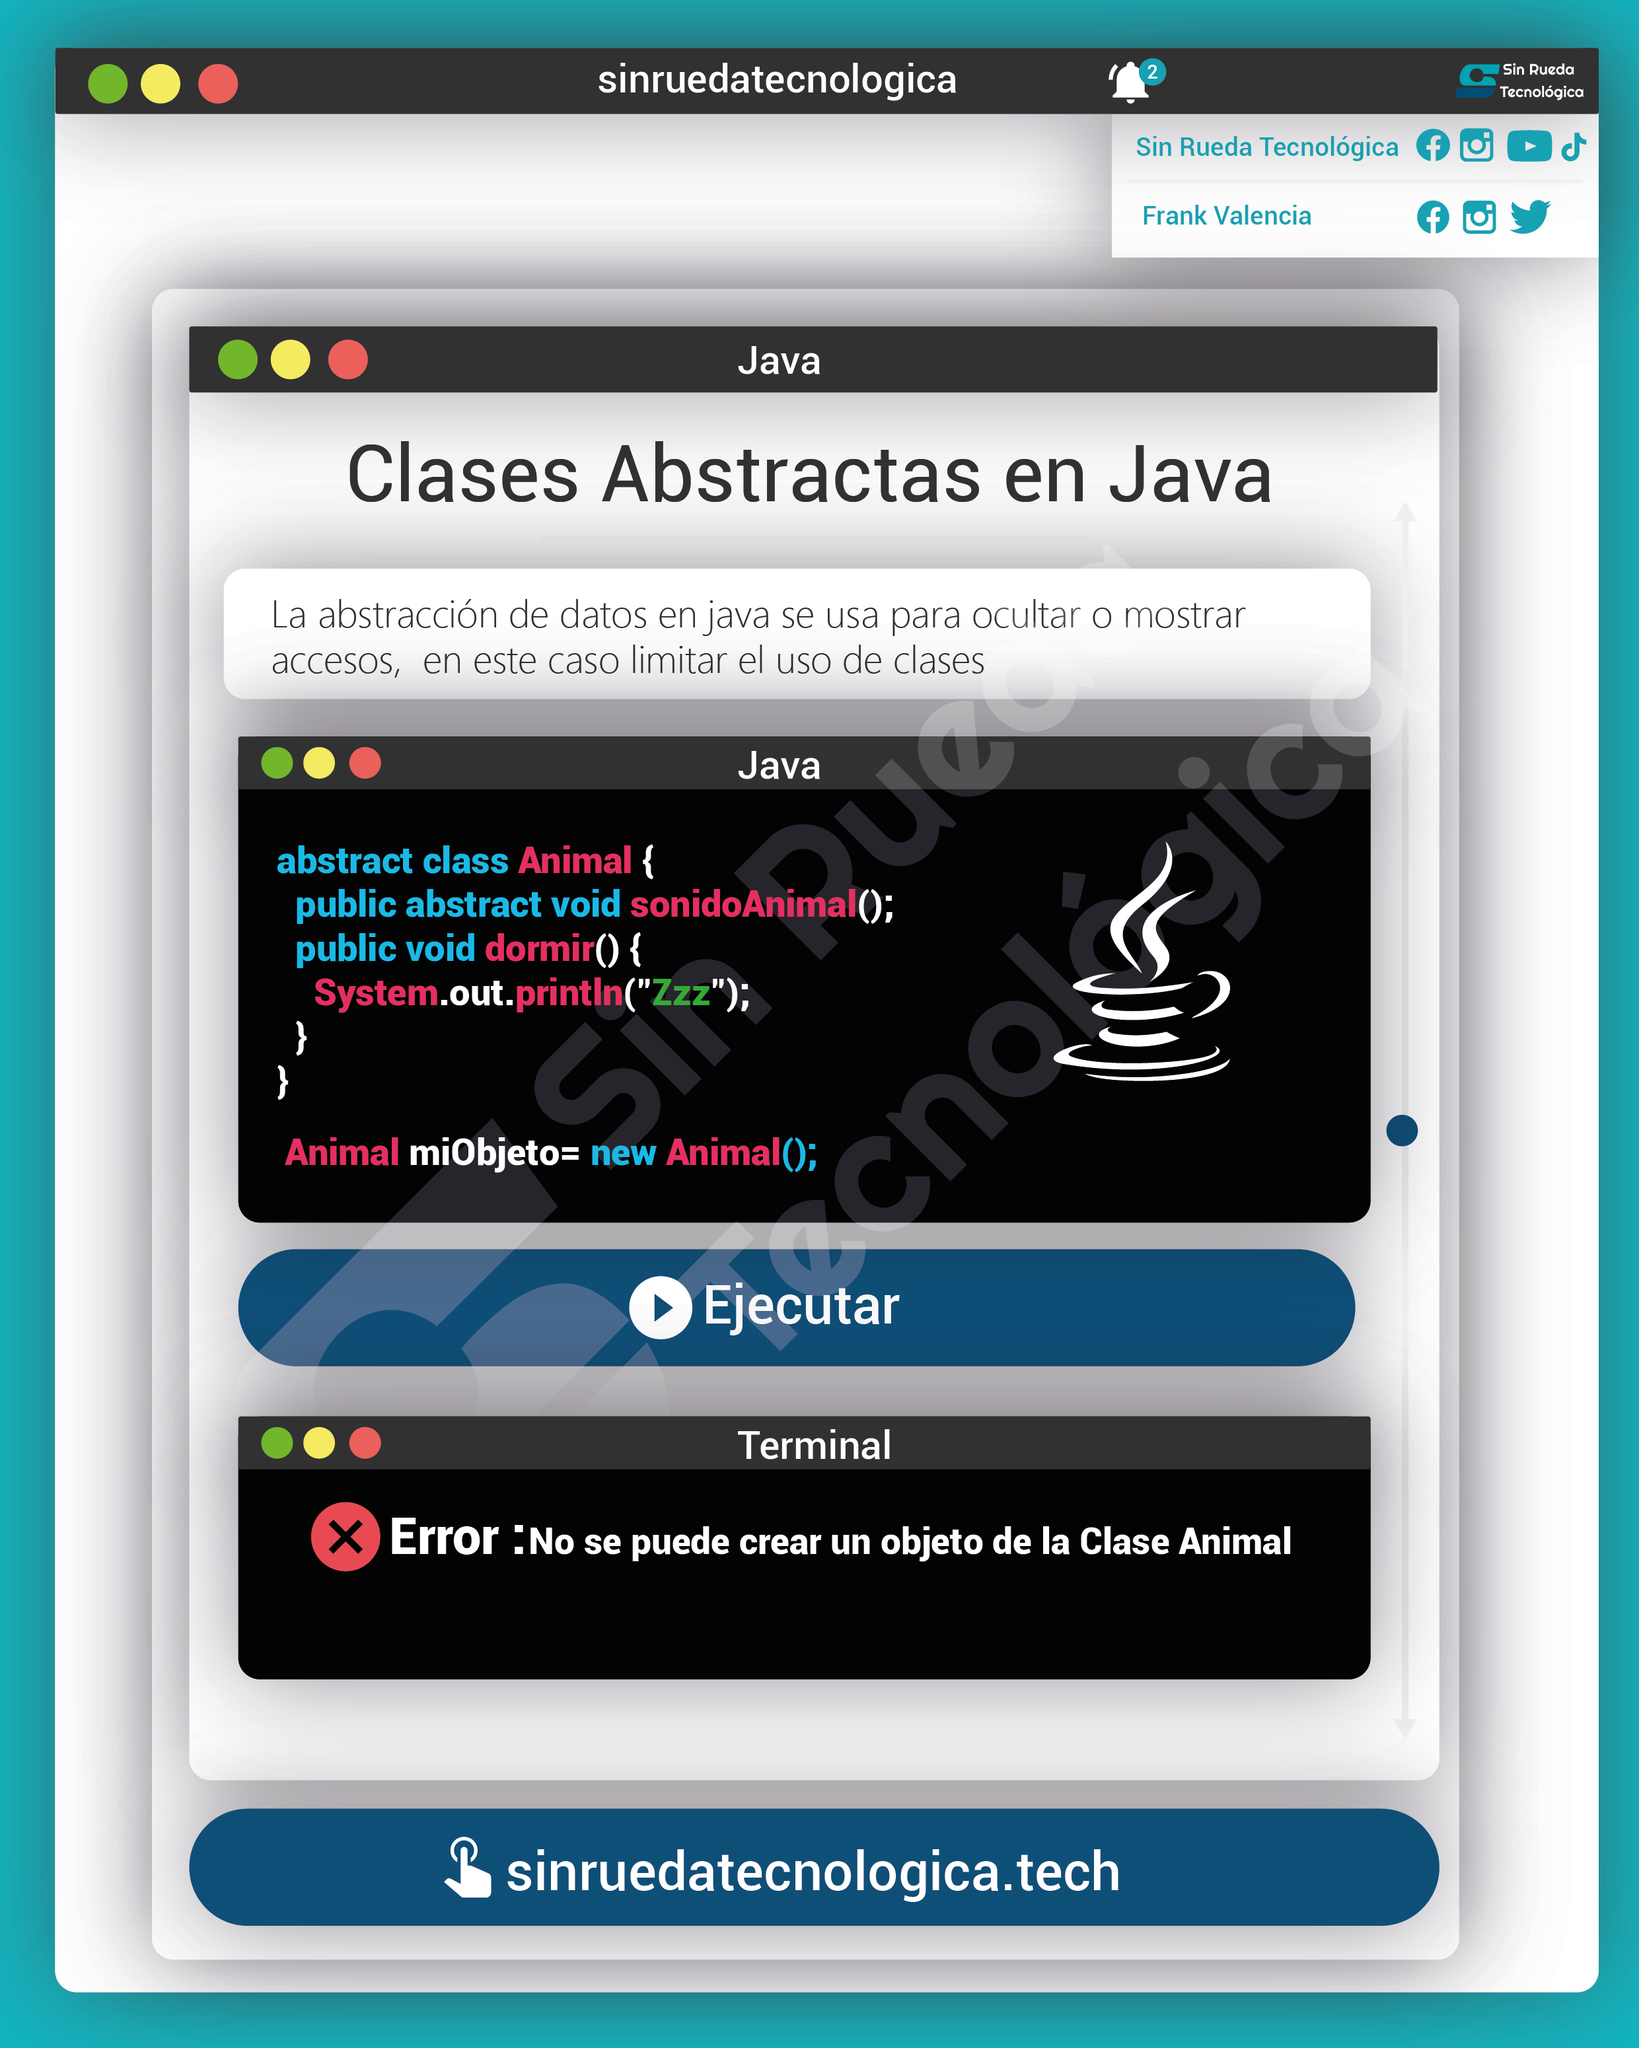 sinruedatecnologica
2
Sin Rueda
Tecnológica
Sin Rueda Tecnológica
Frank Valencia
Java
Clases Abstractas en Java
La abstracción de datos en java se usa para ocultar o mostrar
accesos,  en este caso limitar el uso de clases
Java
abstract class Animal {
  public abstract void sonidoAnimal();
  public void dormir() {
    System.out.println("Zzz");
  }
}
Animal miObjeto= new Animal();
Sin Rueda
Tecnológica
Ejecutar
Terminal
Error :No se puede crear un objeto de la Clase Animal
sinruedatecnologica.tech